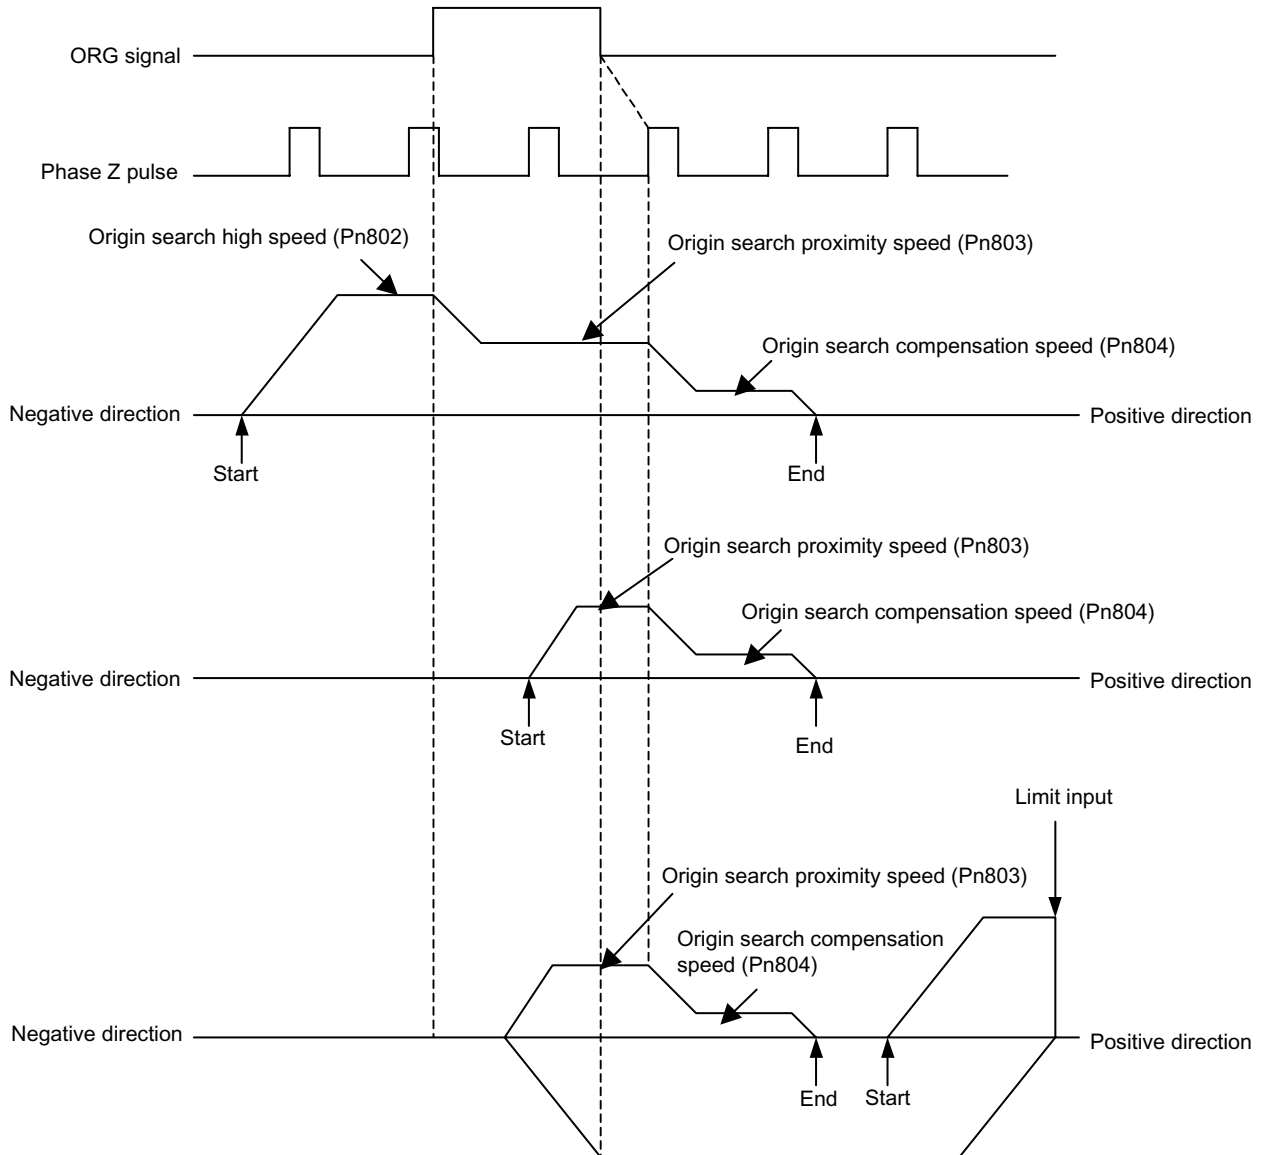 ORG signal
Phase Z pulse
Origin search high speed (Pn802)
Origin search proximity speed (Pn803)
Origin search compensation speed (Pn804)
Negative direction
Positive direction
Start
End
Origin search proximity speed (Pn803)
Origin search compensation speed (Pn804)
Negative direction
Positive direction
Start
End
Limit input
Origin search proximity speed (Pn803)
Origin search compensation
speed (Pn804)
Negative direction
Positive direction
End
Start